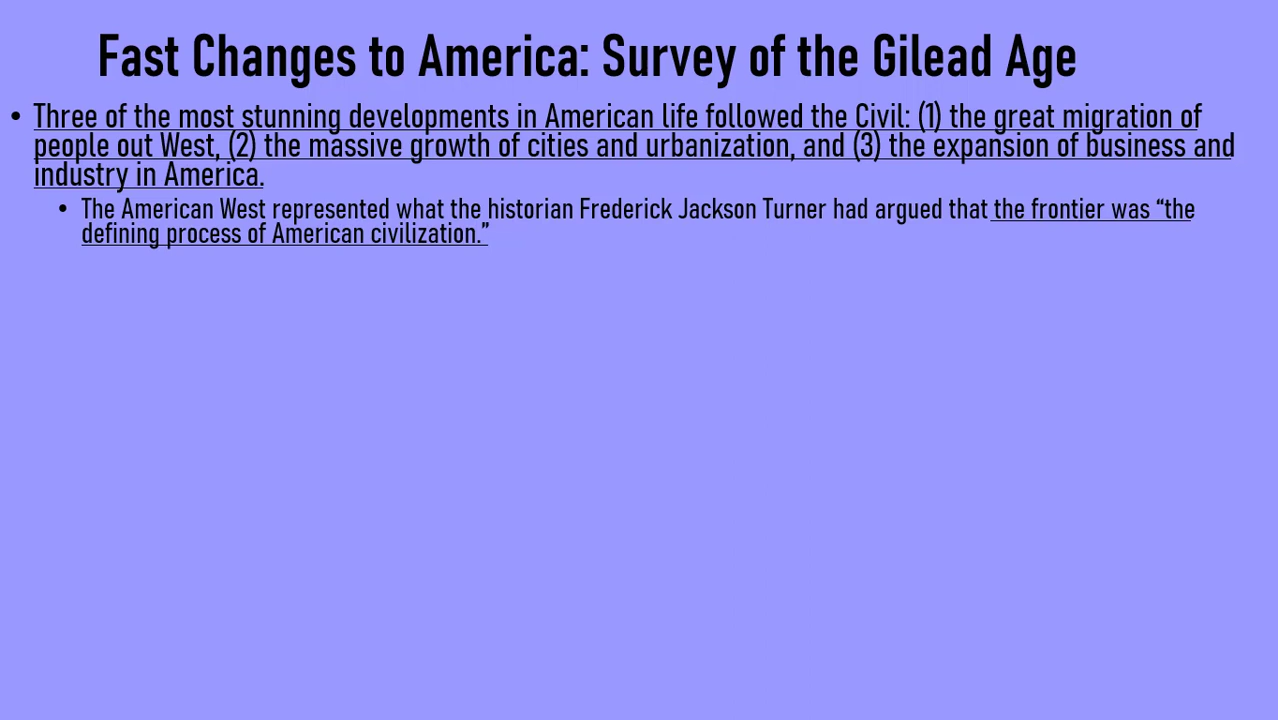 Fast Changes to America: Survey of the Gilead Age
• Three of the most stunning developments in American life followed the Civil: (1) the great migration of
people out West, (2) the massive growth of cities and urbanization, and (3) the expansion of business and
industry in America.
• The American West represented what the historian Frederick Jackson Turner had argued that the frontier was “the
defining process of American civilization.”